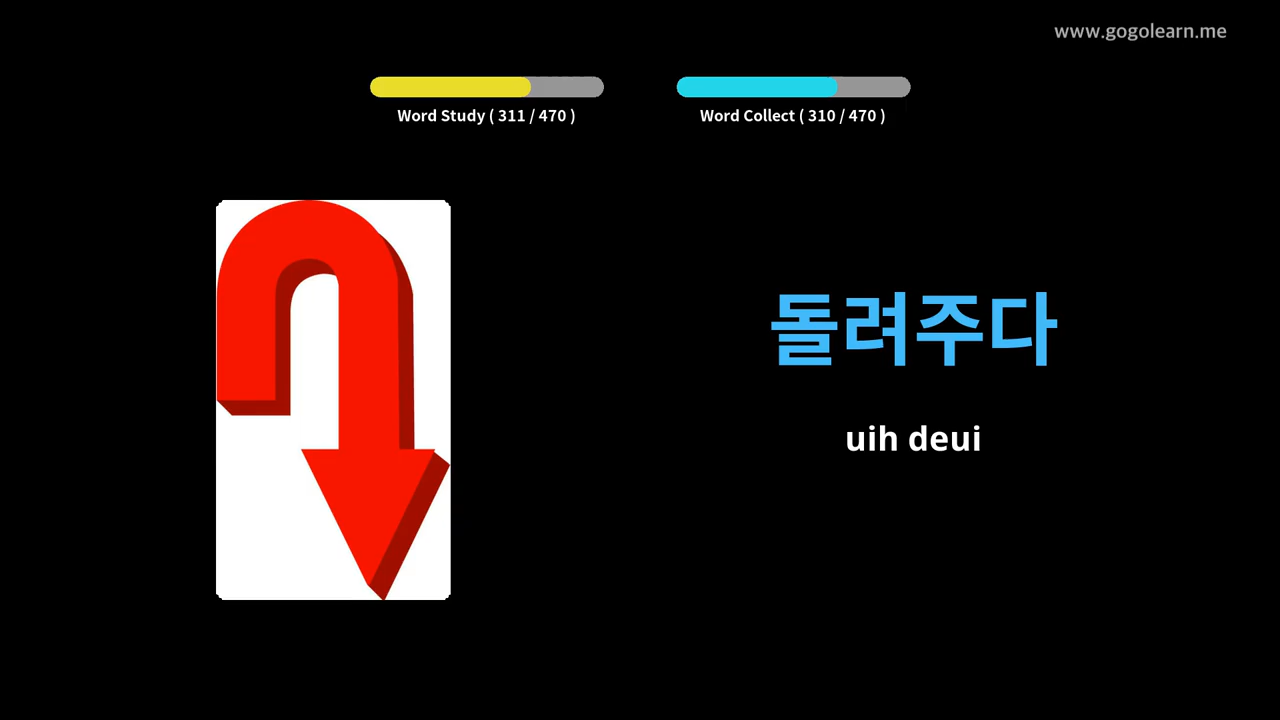 www.gogolearn.me
Word Study ( 311 / 470 )
Word Collect ( 310 / 470 )
돌려주다
uih deui